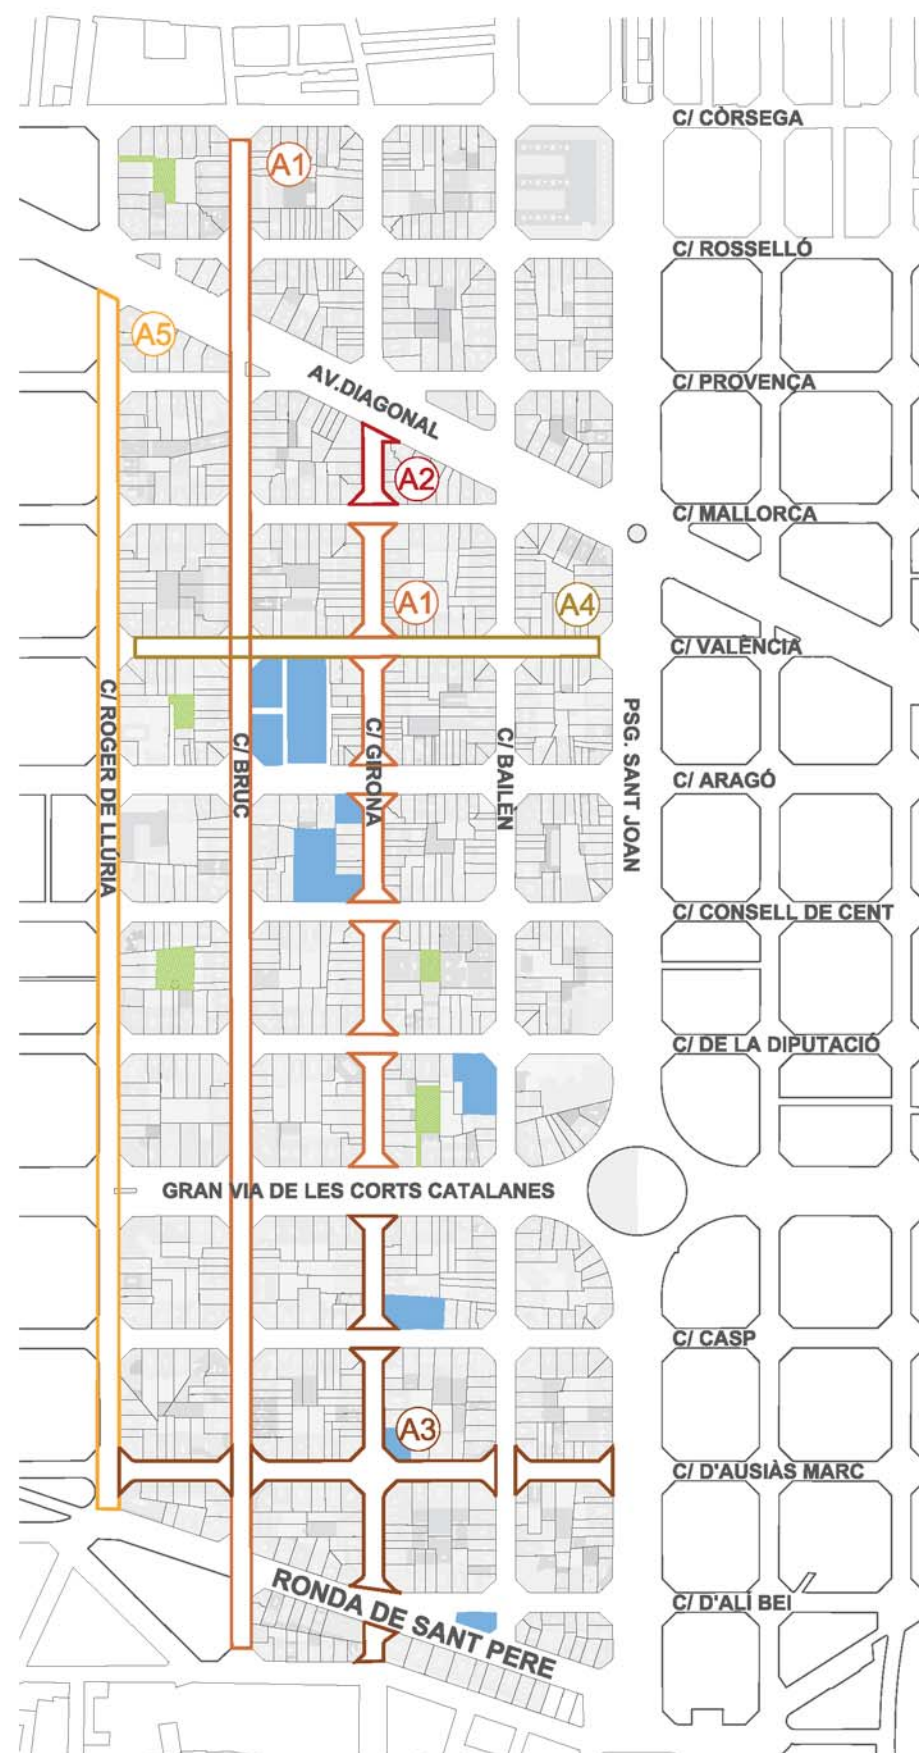 C/ CÒRSEGA
A1
C/ ROSSELLÓ
A5
AV.DIAGONAL
C/ PROVENÇA
A2
C/ MALLORCA
A1
A4
C/ VALÈNCIA
C/ ROGER DE LLÚRIA
C/ BRUC
C/ GIRONA
C/ BAILÈN
PSG. SANT JOAN
C/ ARAGÓ
C/ CONSELL DE CENT
C/ DE LA DIPUTACIÓ
GRAN VIA DE LES CORTS CATALANES
C/ CASP
A3
C/ D'AUSIÀS MARC
RONDA DE SANT PERE
C/ D'ALÍ BEI